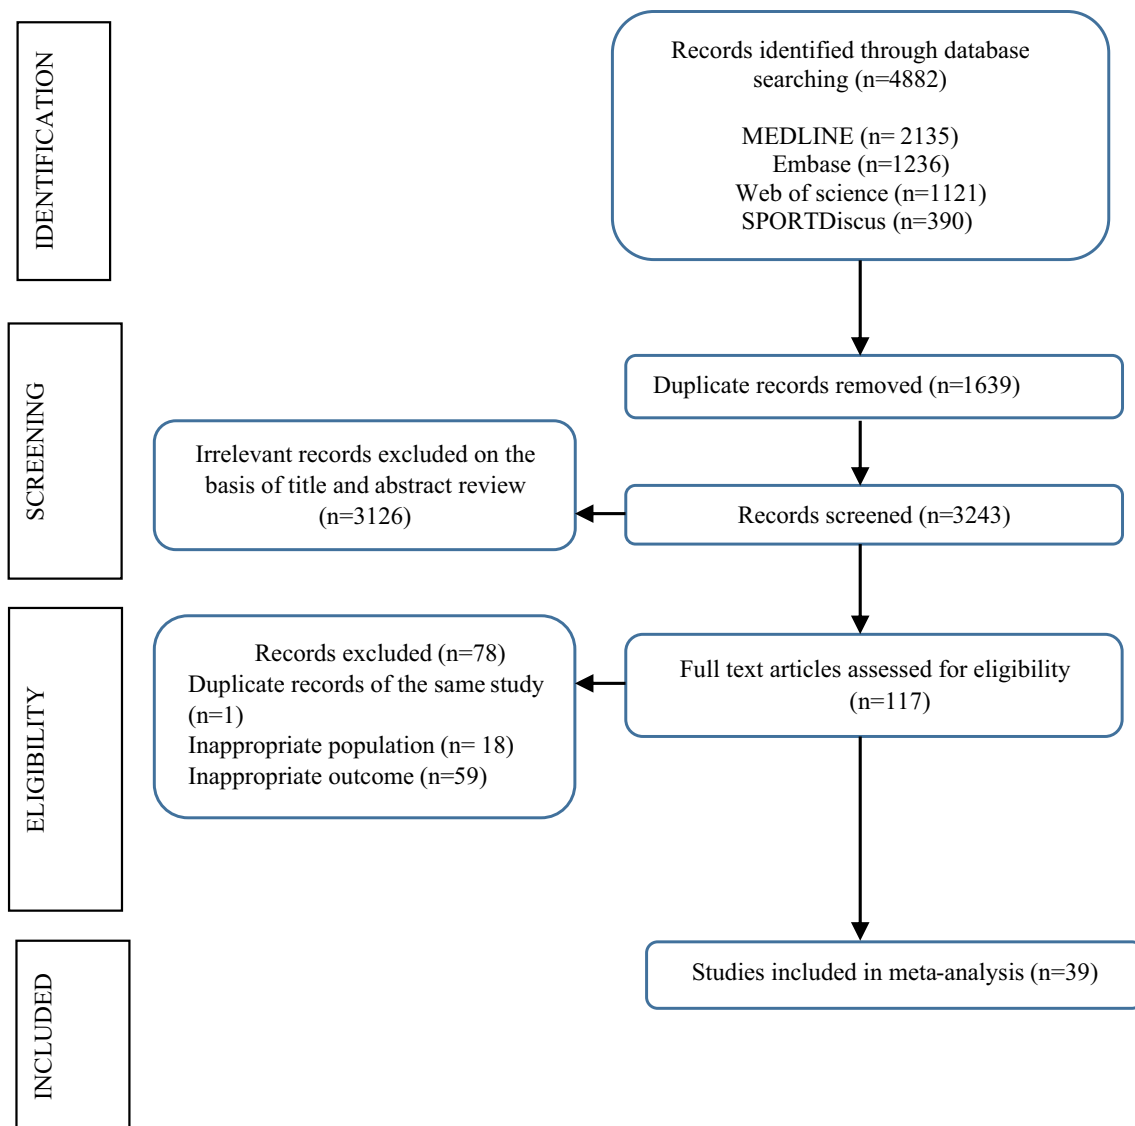 IDENTIFICATION
Records identified through database
searching (n=4882)
MEDLINE (n= 2135)
Embase (n=1236)
Web of science (n=1121)
SPORTDiscus (n=390)
SCREENING
Duplicate records removed (n=1639)
Irrelevant records excluded on the
basis of title and abstract review
(n=3126)
Records screened (n=3243)
ELIGIBILITY
Records excluded (n=78)
Duplicate records of the same study
(n=1)
Inappropriate population (n= 18)
Inappropriate outcome (n=59)
Full text articles assessed for eligibility
(n=117)
INCLUDED
Studies included in meta-analysis (n=39)